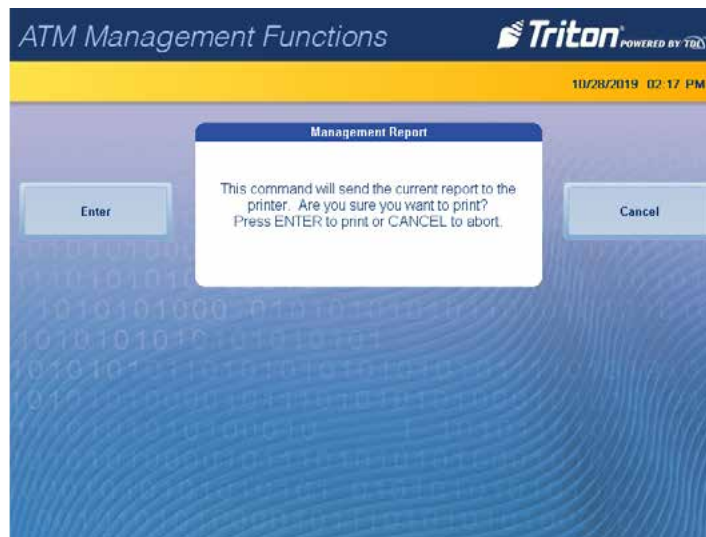 ATM Management Functions
Triton POWERED BY TDL
10/28/2019 02:17 PM
Management Report
This command will send the current report to the
printer. Are you sure you want to print?
Press ENTER to print or CANCEL to abort.
Enter
Cancel